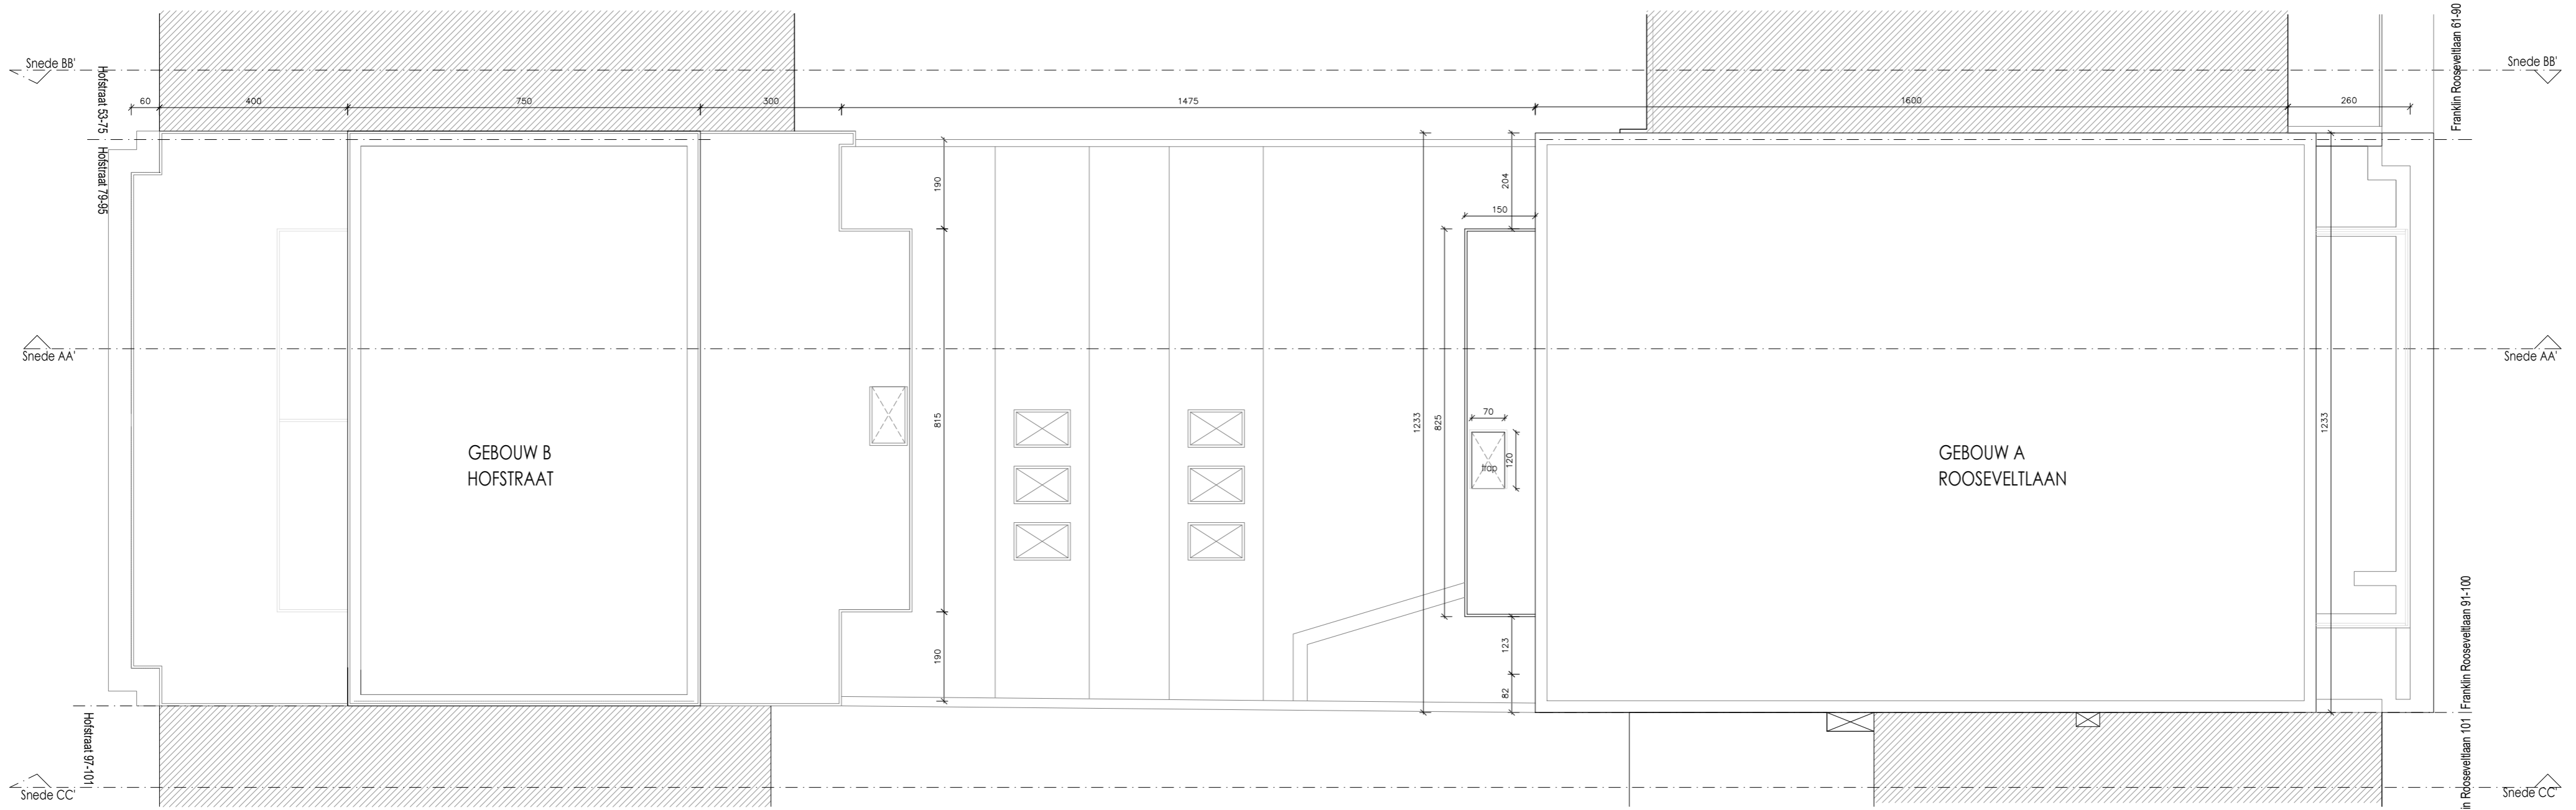 Franklin Rooseveltlaan 61-90
Snede BB'
Snede BB'
Hofstraat 53-75
60
400
750
300
1475
1600
260
Hofstraat 79-95
190
204
150
Snede AA'
Snede AA'
815
1233
825
70
120
trap
1233
GEBOUW B
HOFSTRAAT
GEBOUW A
ROOSEVELTLAAN
190
123
82
Franklin Rooseveltlaan 91-100
in Rooseveltlaan 101
Hofstraat 97-101
Snede CC'
Snede CC'